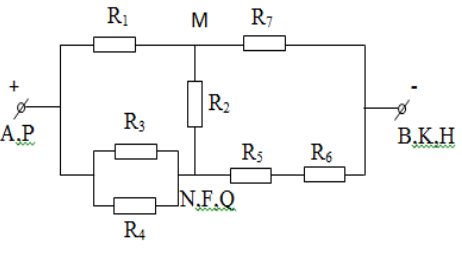 R1 M R7
+ -
R2
A,P R3 B,K,H
R5 R6
N,F,Q
R4